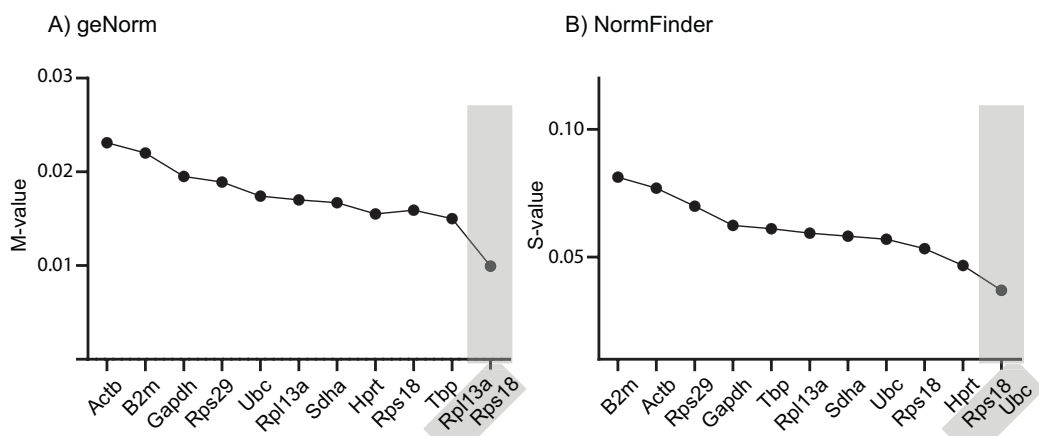 A) geNorm
B) NormFinder
M-value
0.03
0.02
0.01
Actb
B2m
Gapdh
Rps29
Ubc
Rpl13a
Sdha
Hprt
Rps18
Tbp
Rpl13a
Rps18
S-value
0.10
0.05
B2m
Actb
Rps29
Gapdh
Tbp
Rpl13a
Sdha
Ubc
Rps18
Hprt
Rps18
Ubc